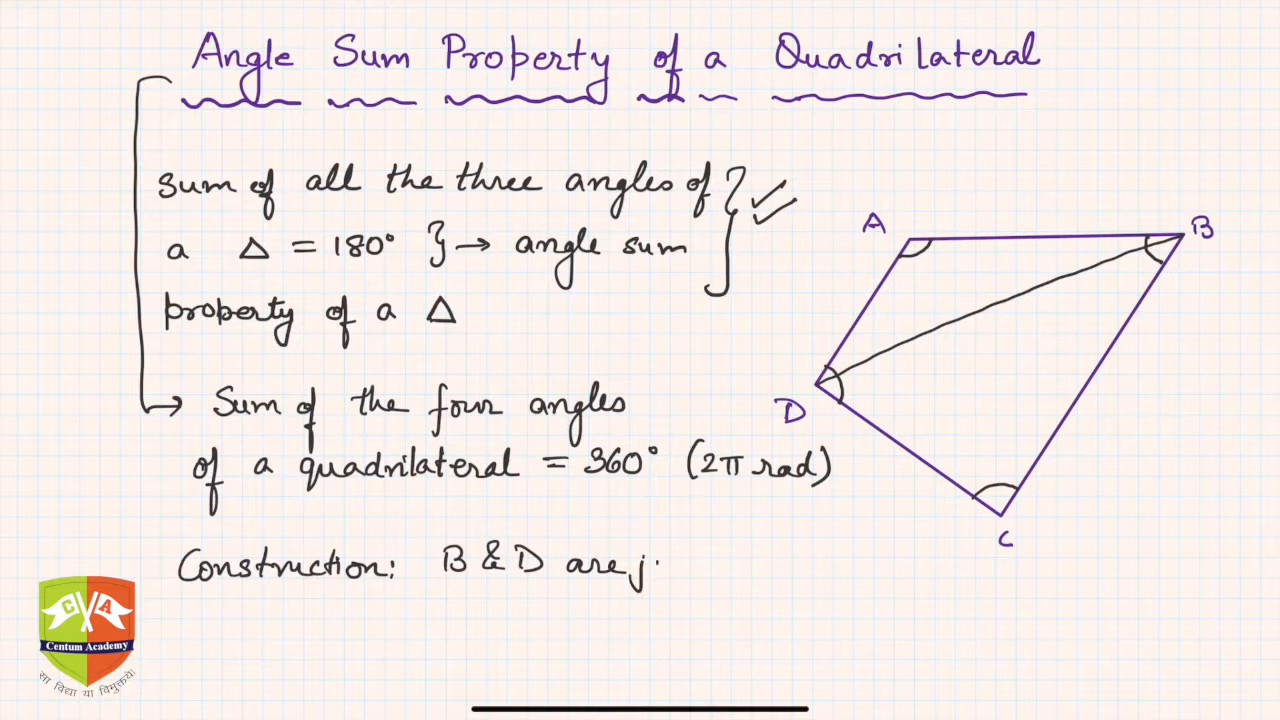 Angle Sum Property of a Quadrilateral
sum of all the three angles of
a Δ = 180° } → angle sum
property of a Δ
→ Sum of the four angles
of a quadrilateral = 360° (2π rad)
Construction: B & D are j
A
B
D
C
C A
Centum Academy
सा विद्या या विमुक्तये।